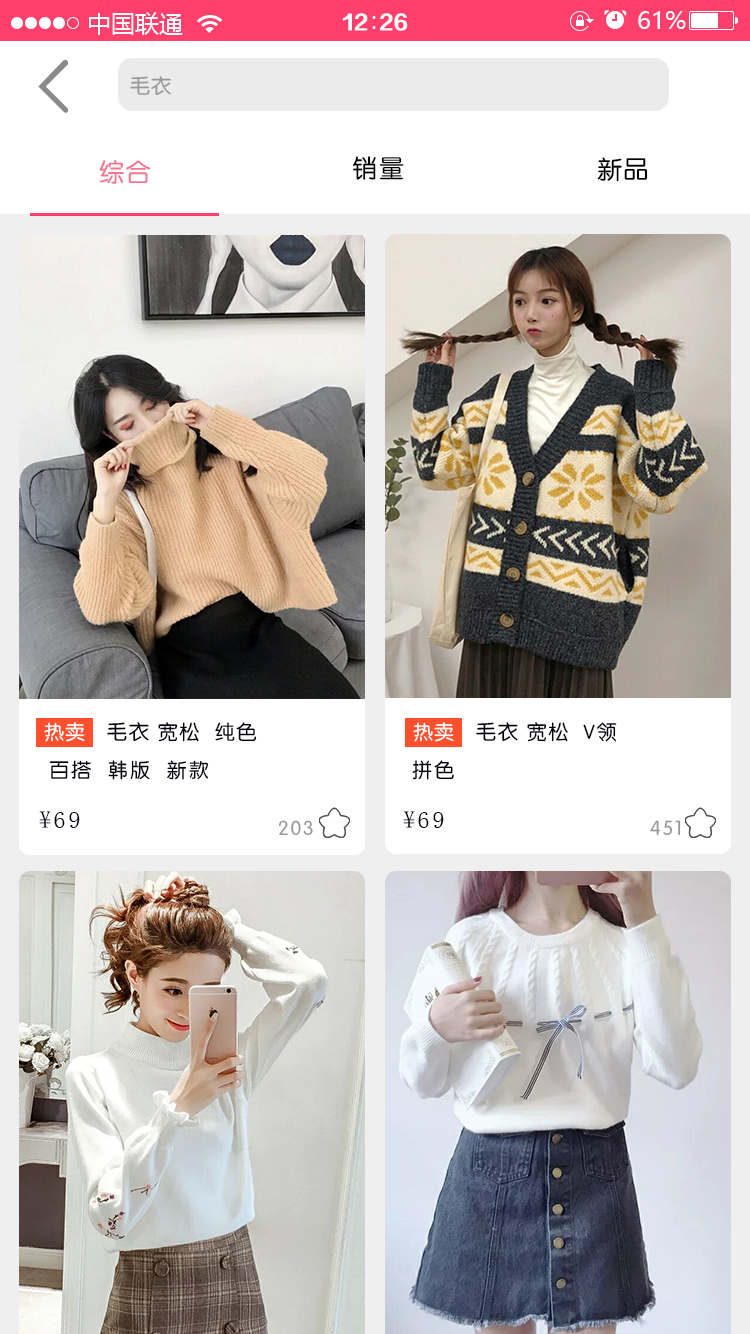 中国联通 12:26 61%
毛衣
综合 销量 新品
热卖 毛衣 宽松 纯色
百搭 韩版 新款
¥69 203
热卖 毛衣 宽松 V领
拼色
¥69 451